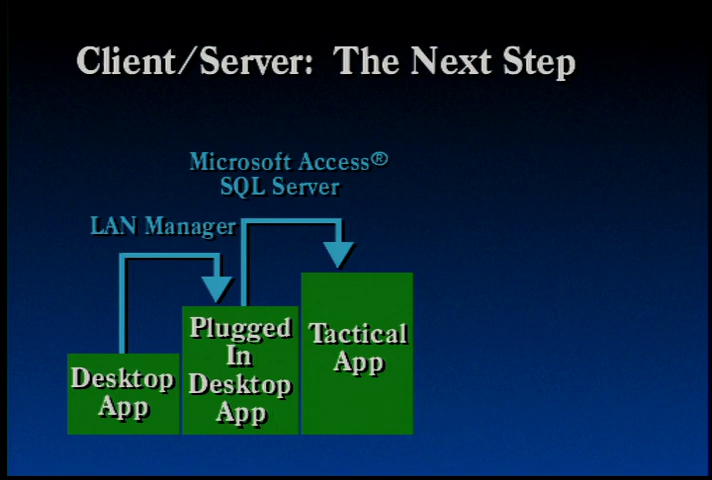 Client/Server: The Next Step
Microsoft Access®
SQL Server
LAN Manager
Desktop
App
Plugged
In
Desktop
App
Tactical
App